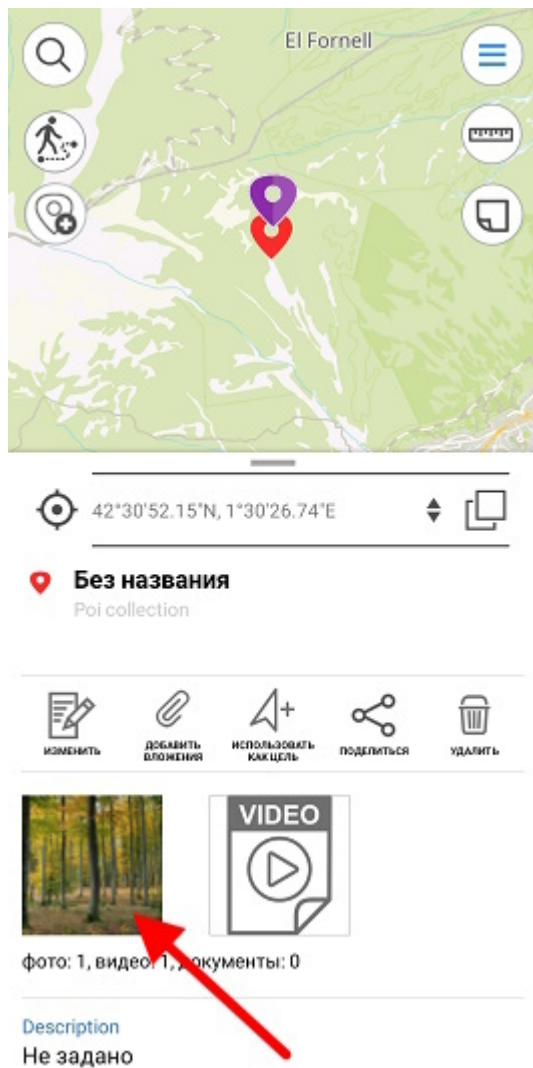 El Fornell
42°30'52.15"N, 1°30'26.74"E
Без названия
Poi collection
ИЗМЕНИТЬ
ДОБАВИТЬ ВЛОЖЕНИЯ
ИСПОЛЬЗОВАТЬ КАК ЦЕЛЬ
ПОДЕЛИТЬСЯ
УДАЛИТЬ
VIDEO
фото: 1, видео: 1, документы: 0
Description
Не задано